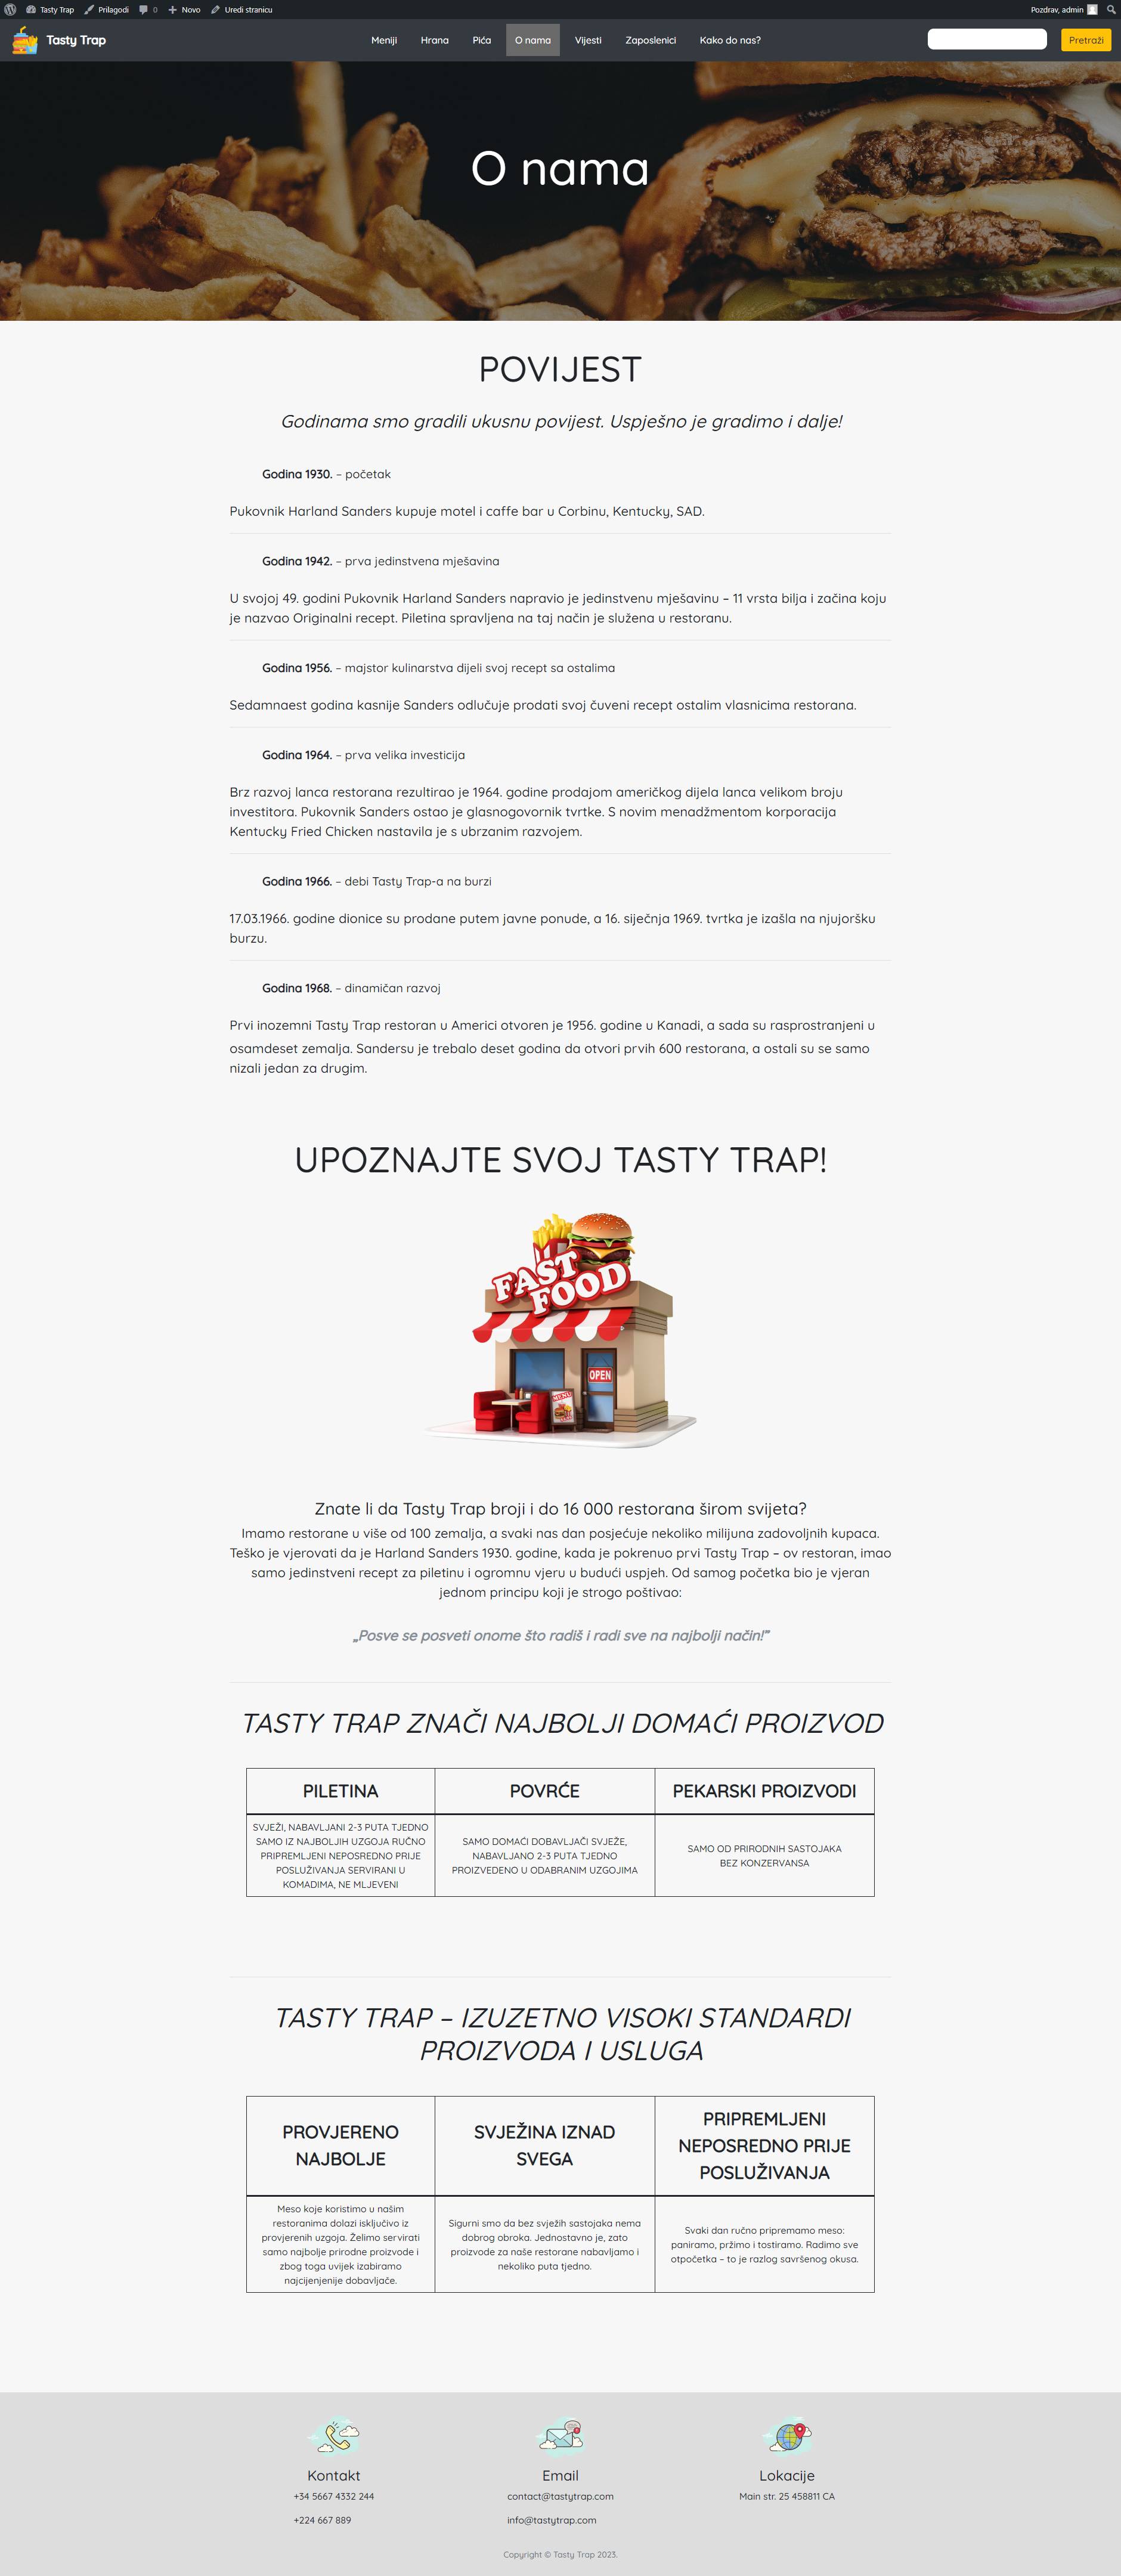 Tasty Trap Prilagodi 0 Novo Uredi stranicu Pozdrav, admin
Tasty Trap Meniji Hrana Pića O nama Vijesti Zaposlenici Kako do nas? Pretraži
O nama
POVIJEST
Godinama smo gradili ukusnu povijest. Uspješno je gradimo i dalje!
Godina 1930. – početak
Pukovnik Harland Sanders kupuje motel i caffe bar u Corbinu, Kentucky, SAD.
Godina 1942. – prva jedinstvena mješavina
U svojoj 49. godini Pukovnik Harland Sanders napravio je jedinstvenu mješavinu – 11 vrsta bilja i začina koju
je nazvao Originalni recept. Piletina spravljena na taj način je služena u restoranu.
Godina 1956. – majstor kulinarstva dijeli svoj recept sa ostalima
Sedamnaest godina kasnije Sanders odlučuje prodati svoj čuveni recept ostalim vlasnicima restorana.
Godina 1964. – prva velika investicija
Brz razvoj lanca restorana rezultirao je 1964. godine prodajom američkog dijela lanca velikom broju
investitora. Pukovnik Sanders ostao je glasnogovornik tvrtke. S novim menadžmentom korporacija
Kentucky Fried Chicken nastavila je s ubrzanim razvojem.
Godina 1966. – debi Tasty Trap-a na burzi
17.03.1966. godine dionice su prodane putem javne ponude, a 16. siječnja 1969. tvrtka je izašla na njujoršku
burzu.
Godina 1968. – dinamičan razvoj
Prvi inozemni Tasty Trap restoran u Americi otvoren je 1956. godine u Kanadi, a sada su rasprostranjeni u
osamdeset zemalja. Sandersu je trebalo deset godina da otvori prvih 600 restorana, a ostali su se samo
nizali jedan za drugim.
UPOZNAJTE SVOJ TASTY TRAP!
FAST
FOOD
OPEN
MENU
Znate li da Tasty Trap broji i do 16 000 restorana širom svijeta?
Imamo restorane u više od 100 zemalja, a svaki nas dan posjećuje nekoliko milijuna zadovoljnih kupaca.
Teško je vjerovati da je Harland Sanders 1930. godine, kada je pokrenuo prvi Tasty Trap – ov restoran, imao
samo jedinstveni recept za piletinu i ogromnu vjeru u budući uspjeh. Od samog početka bio je vjeran
jednom principu koji je strogo poštivao:
„Posve se posveti onome što radiš i radi sve na najbolji način!”
TASTY TRAP ZNAČI NAJBOLJI DOMAĆI PROIZVOD
PILETINA POVRĆE PEKARSKI PROIZVODI
SVJEŽI, NABAVLJANI 2-3 PUTA TJEDNO
SAMO IZ NAJBOLJIH UZGOJA RUČNO
PRIPREMLJENI NEPOSREDNO PRIJE
POSLUŽIVANJA SERVIRANI U
KOMADIMA, NE MLJEVENI
SAMO DOMAĆI DOBAVLJAČI SVJEŽE,
NABAVLJANO 2-3 PUTA TJEDNO
PROIZVEDENO U ODABRANIM UZGOJIMA
SAMO OD PRIRODNIH SASTOJAKA
BEZ KONZERVANSA
TASTY TRAP – IZUZETNO VISOKI STANDARDI
PROIZVODA I USLUGA
PROVJERENO
NAJBOLJE
SVJEŽINA IZNAD
SVEGA
PRIPREMLJENI
NEPOSREDNO PRIJE
POSLUŽIVANJA
Meso koje koristimo u našim
restoranima dolazi isključivo iz
provjerenih uzgoja. Želimo servirati
samo najbolje prirodne proizvode i
zbog toga uvijek izabiramo
najcijenjenije dobavljače.
Sigurni smo da bez svježih sastojaka nema
dobrog obroka. Jednostavno je, zato
proizvode za naše restorane nabavljamo i
nekoliko puta tjedno.
Svaki dan ručno pripremamo meso:
paniramo, pržimo i tostiramo. Radimo sve
otpočetka – to je razlog savršenog okusa.
Kontakt
+34 5667 4332 244
+224 667 889
Email
contact@tastytrap.com
info@tastytrap.com
Lokacije
Main str. 25 458811 CA
Copyright © Tasty Trap 2023.